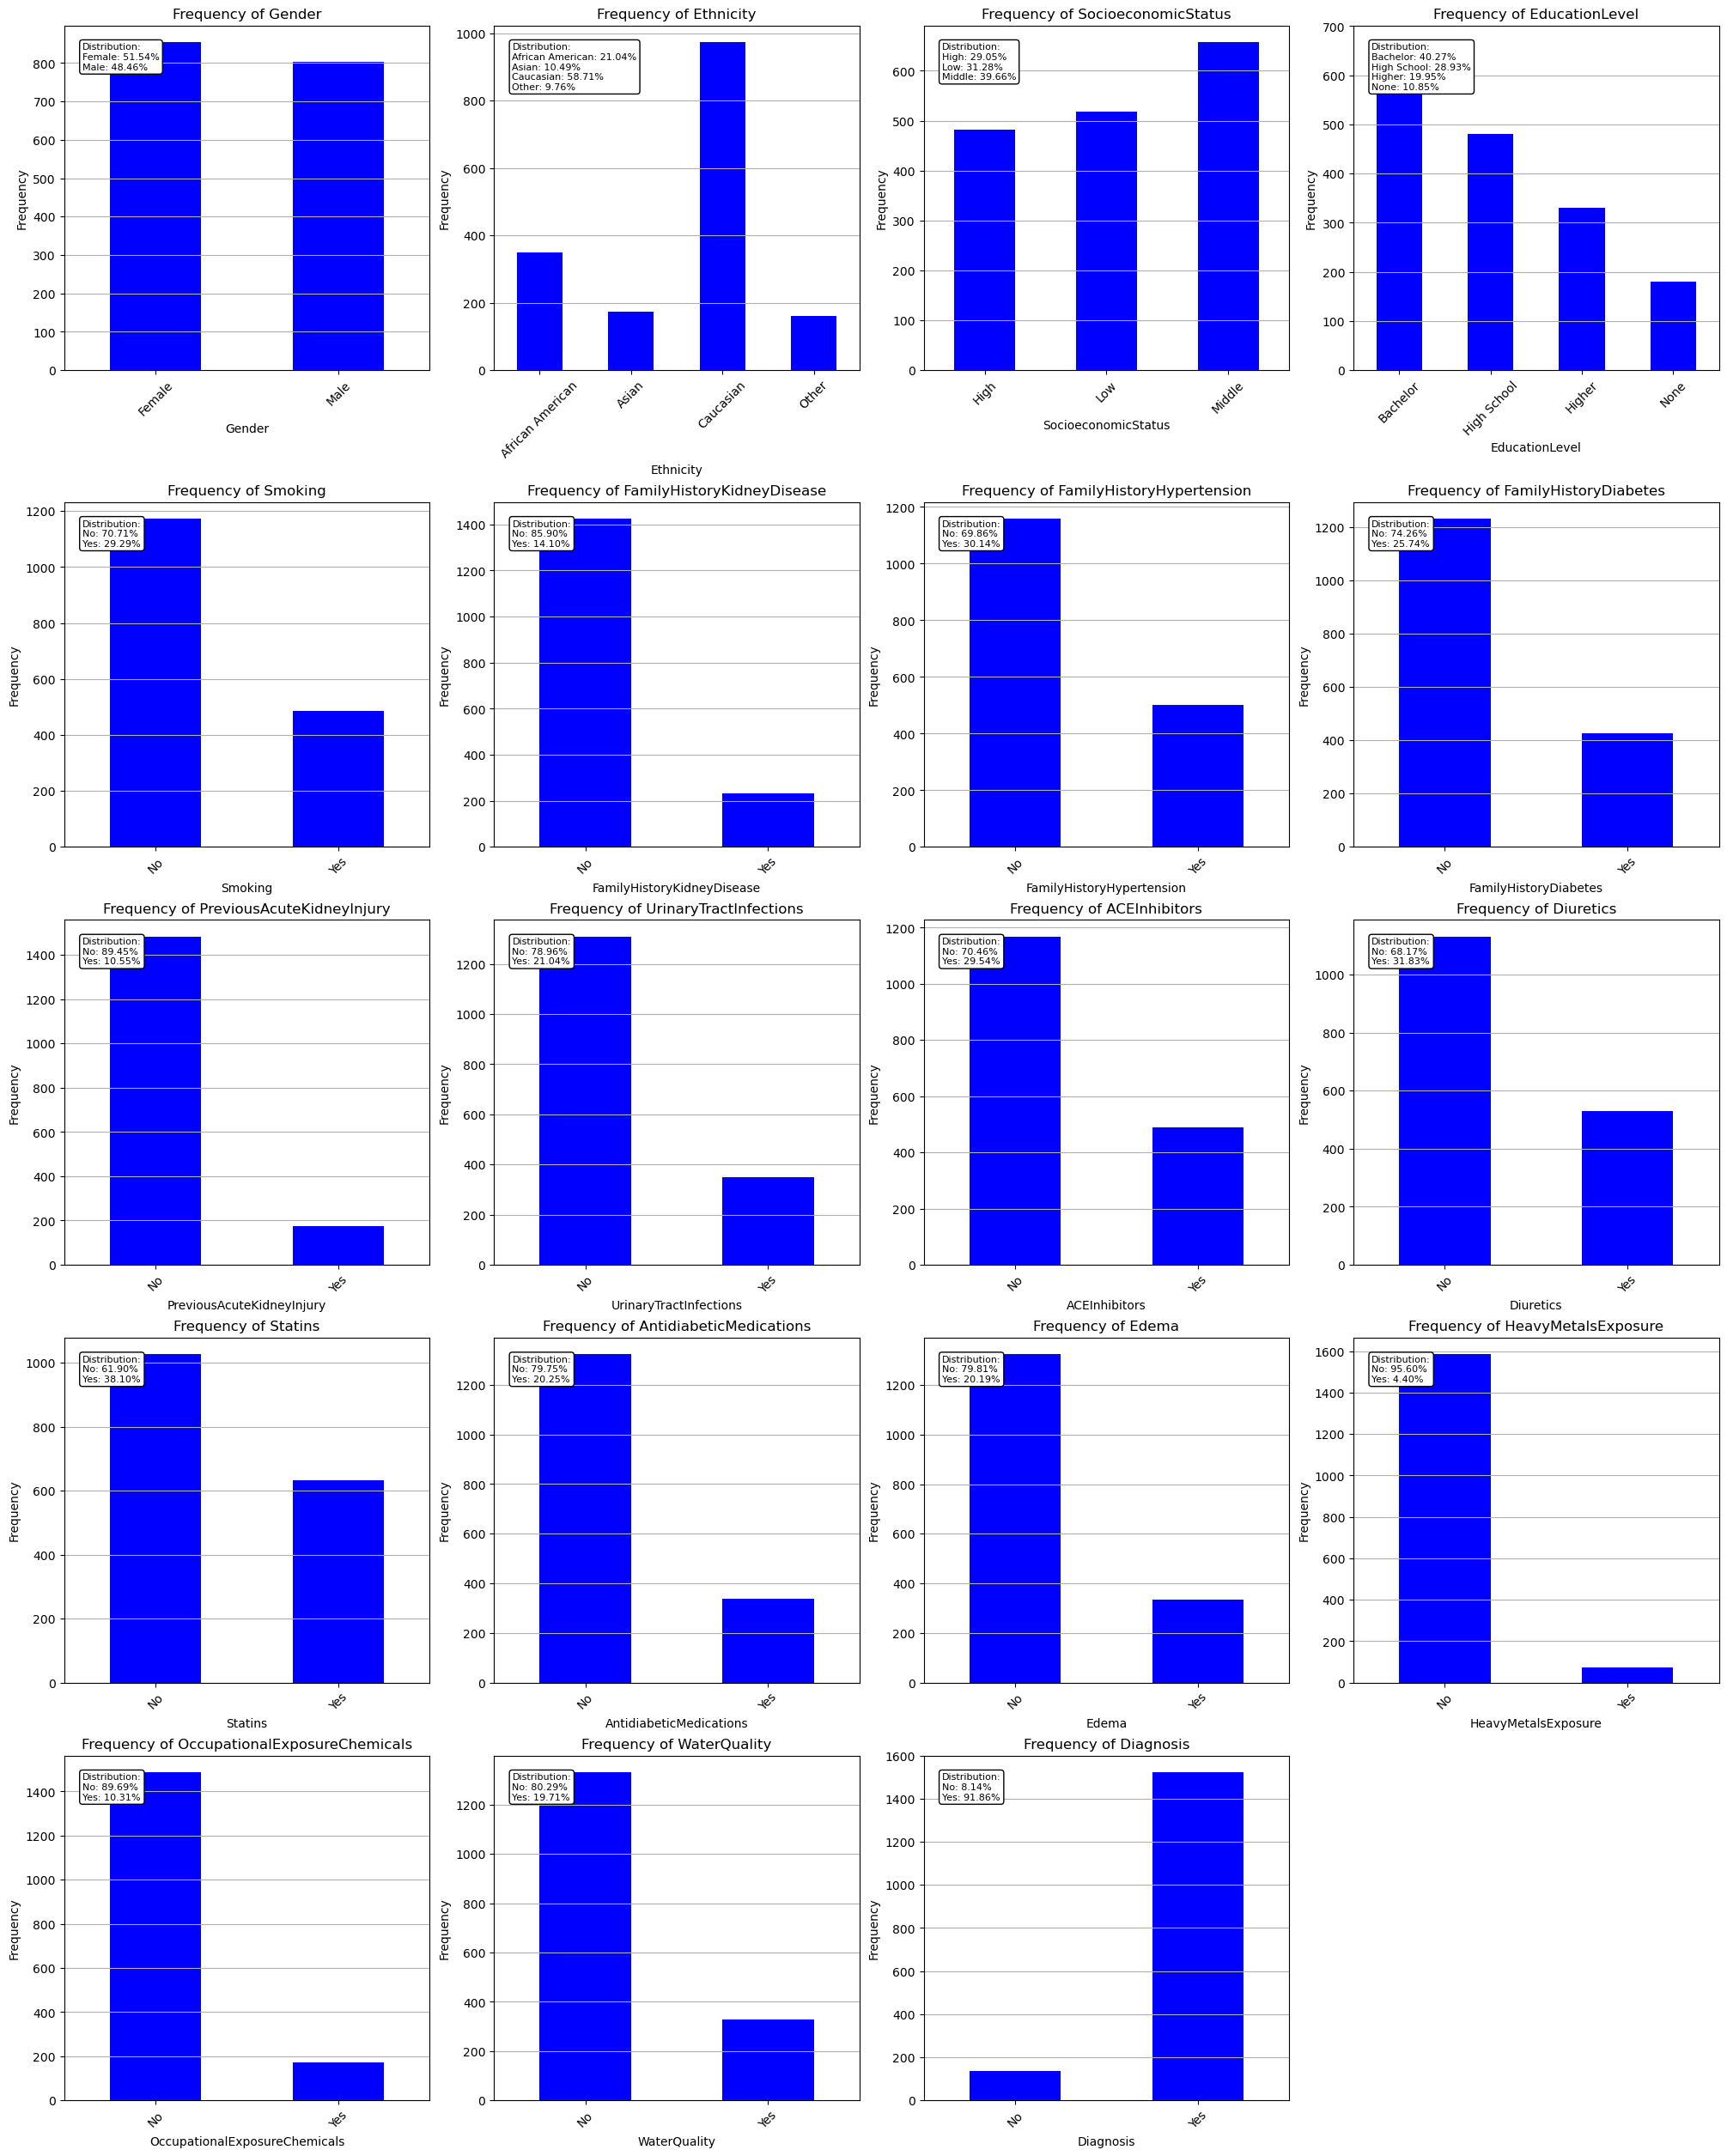 Frequency of Gender
Distribution:
Female: 51.54%
Male: 48.46%
Frequency
800
700
600
500
400
300
200
100
0
Female
Male
Gender
Frequency of Ethnicity
Distribution:
African American: 21.04%
Asian: 10.49%
Caucasian: 58.71%
Other: 9.76%
Frequency
1000
800
600
400
200
0
African American
Asian
Caucasian
Other
Ethnicity
Frequency of SocioeconomicStatus
Distribution:
High: 29.05%
Low: 31.28%
Middle: 39.66%
Frequency
600
500
400
300
200
100
0
High
Low
Middle
SocioeconomicStatus
Frequency of EducationLevel
Distribution:
Bachelor: 40.27%
High School: 28.93%
Higher: 19.95%
None: 10.85%
Frequency
700
600
500
400
300
200
100
0
Bachelor
High School
Higher
None
EducationLevel
Frequency of Smoking
Distribution:
No: 70.71%
Yes: 29.29%
Frequency
1200
1000
800
600
400
200
0
No
Yes
Smoking
Frequency of FamilyHistoryKidneyDisease
Distribution:
No: 85.90%
Yes: 14.10%
Frequency
1400
1200
1000
800
600
400
200
0
No
Yes
FamilyHistoryKidneyDisease
Frequency of FamilyHistoryHypertension
Distribution:
No: 69.86%
Yes: 30.14%
Frequency
1200
1000
800
600
400
200
0
No
Yes
FamilyHistoryHypertension
Frequency of FamilyHistoryDiabetes
Distribution:
No: 74.26%
Yes: 25.74%
Frequency
1200
1000
800
600
400
200
0
No
Yes
FamilyHistoryDiabetes
Frequency of PreviousAcuteKidneyInjury
Distribution:
No: 89.45%
Yes: 10.55%
Frequency
1400
1200
1000
800
600
400
200
0
No
Yes
PreviousAcuteKidneyInjury
Frequency of UrinaryTractInfections
Distribution:
No: 78.96%
Yes: 21.04%
Frequency
1200
1000
800
600
400
200
0
No
Yes
UrinaryTractInfections
Frequency of ACEInhibitors
Distribution:
No: 70.46%
Yes: 29.54%
Frequency
1200
1000
800
600
400
200
0
No
Yes
ACEInhibitors
Frequency of Diuretics
Distribution:
No: 68.17%
Yes: 31.83%
Frequency
1000
800
600
400
200
0
No
Yes
Diuretics
Frequency of Statins
Distribution:
No: 61.90%
Yes: 38.10%
Frequency
1000
800
600
400
200
0
No
Yes
Statins
Frequency of AntidiabeticMedications
Distribution:
No: 79.75%
Yes: 20.25%
Frequency
1200
1000
800
600
400
200
0
No
Yes
AntidiabeticMedications
Frequency of Edema
Distribution:
No: 79.81%
Yes: 20.19%
Frequency
1200
1000
800
600
400
200
0
No
Yes
Edema
Frequency of HeavyMetalsExposure
Distribution:
No: 95.60%
Yes: 4.40%
Frequency
1600
1400
1200
1000
800
600
400
200
0
No
Yes
HeavyMetalsExposure
Frequency of OccupationalExposureChemicals
Distribution:
No: 89.69%
Yes: 10.31%
Frequency
1400
1200
1000
800
600
400
200
0
No
Yes
OccupationalExposureChemicals
Frequency of WaterQuality
Distribution:
No: 80.29%
Yes: 19.71%
Frequency
1200
1000
800
600
400
200
0
No
Yes
WaterQuality
Frequency of Diagnosis
Distribution:
No: 8.14%
Yes: 91.86%
Frequency
1600
1400
1200
1000
800
600
400
200
0
No
Yes
Diagnosis